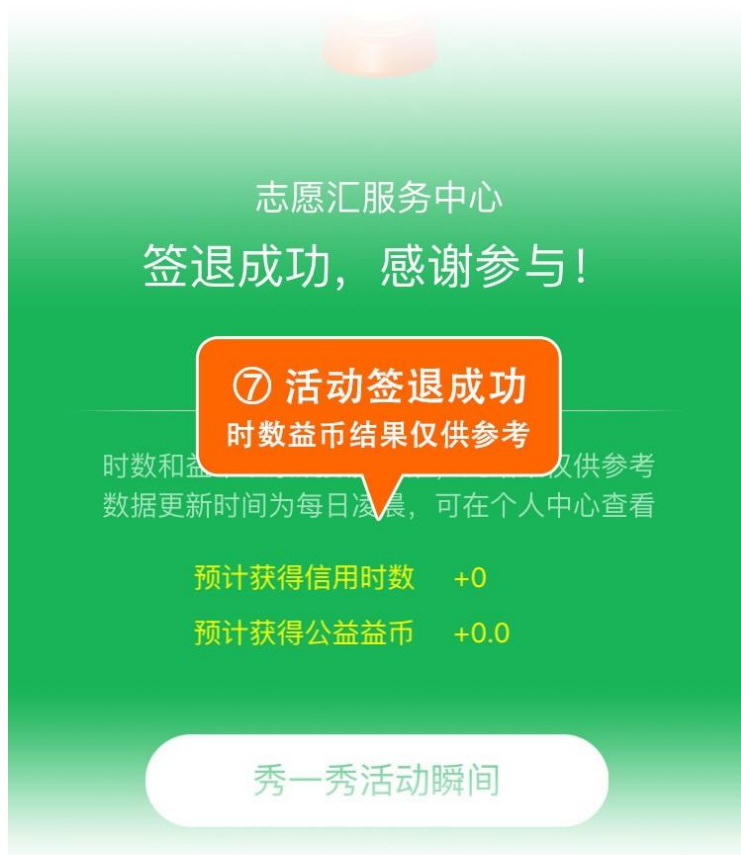 志愿汇服务中心
签退成功，感谢参与！
⑦ 活动签退成功
时数益币结果仅供参考
时数和益 仅供参考
数据更新时间为每日凌晨，可在个人中心查看
预计获得信用时数 +0
预计获得公益益币 +0.0
秀一秀活动瞬间